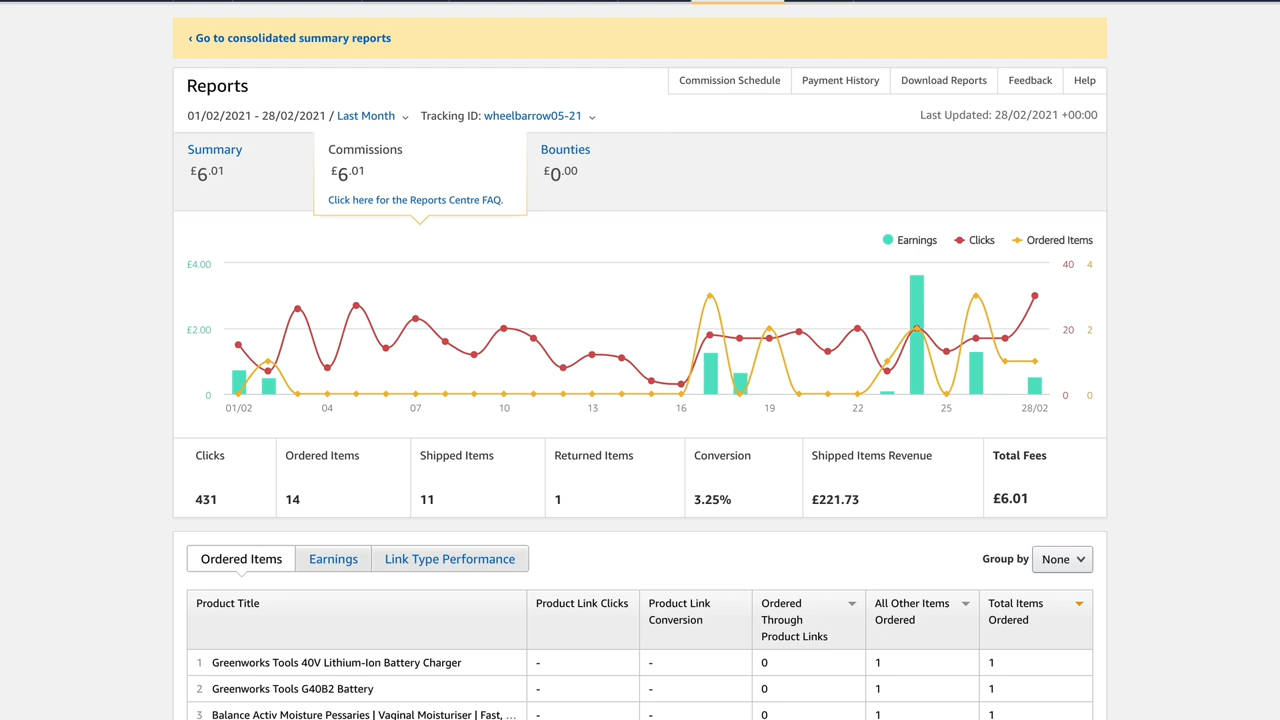 ‹ Go to consolidated summary reports
Reports
Commission Schedule
Payment History
Download Reports
Feedback
Help
01/02/2021 - 28/02/2021 / Last Month
Tracking ID: wheelbarrow05-21
Last Updated: 28/02/2021 +00:00
Summary
£6.01
Commissions
£6.01
Click here for the Reports Centre FAQ.
Bounties
£0.00
Earnings
Clicks
Ordered Items
£4.00
40
4
£2.00
20
2
0
0
0
01/02
04
07
10
13
16
19
22
25
28/02
Clicks
431
Ordered Items
14
Shipped Items
11
Returned Items
1
Conversion
3.25%
Shipped Items Revenue
£221.73
Total Fees
£6.01
Ordered Items
Earnings
Link Type Performance
Group by
None
Product Title
Product Link Clicks
Product Link
Conversion
Ordered
Through
Product Links
All Other Items
Ordered
Total Items
Ordered
1 Greenworks Tools 40V Lithium-Ion Battery Charger - - 0 1 1
2 Greenworks Tools G40B2 Battery - - 0 1 1
3 Balance Activ Moisture Pessaries | Vaginal Moisturiser | Fast, ... - - 0 1 1